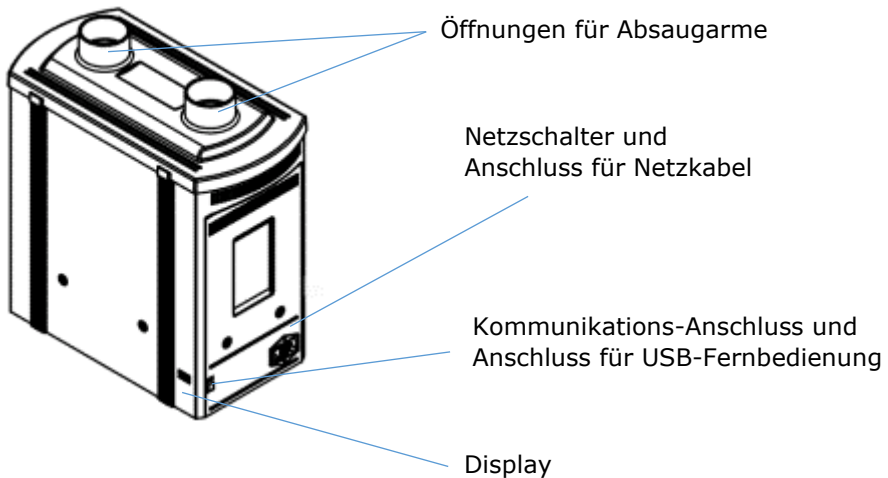 Öffnungen für Absaugarme
Netzschalter und
Anschluss für Netzkabel
Kommunikations-Anschluss und
Anschluss für USB-Fernbedienung
Display